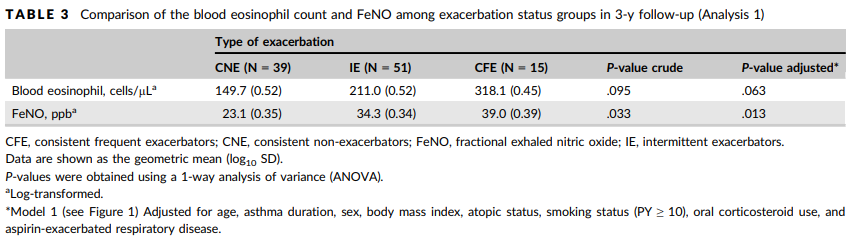 TABLE 3 Comparison of the blood eosinophil count and FeNO among exacerbation status groups in 3-y follow-up (Analysis 1)
Type of exacerbation
CNE (N = 39) IE (N = 51) CFE (N = 15) P-value crude P-value adjusted*
Blood eosinophil, cells/μLᵃ 149.7 (0.52) 211.0 (0.52) 318.1 (0.45) .095 .063
FeNO, ppbᵃ 23.1 (0.35) 34.3 (0.34) 39.0 (0.39) .033 .013
CFE, consistent frequent exacerbators; CNE, consistent non-exacerbators; FeNO, fractional exhaled nitric oxide; IE, intermittent exacerbators.
Data are shown as the geometric mean (log₁₀ SD).
P-values were obtained using a 1-way analysis of variance (ANOVA).
ᵃLog-transformed.
*Model 1 (see Figure 1) Adjusted for age, asthma duration, sex, body mass index, atopic status, smoking status (PY ≥ 10), oral corticosteroid use, and
aspirin-exacerbated respiratory disease.